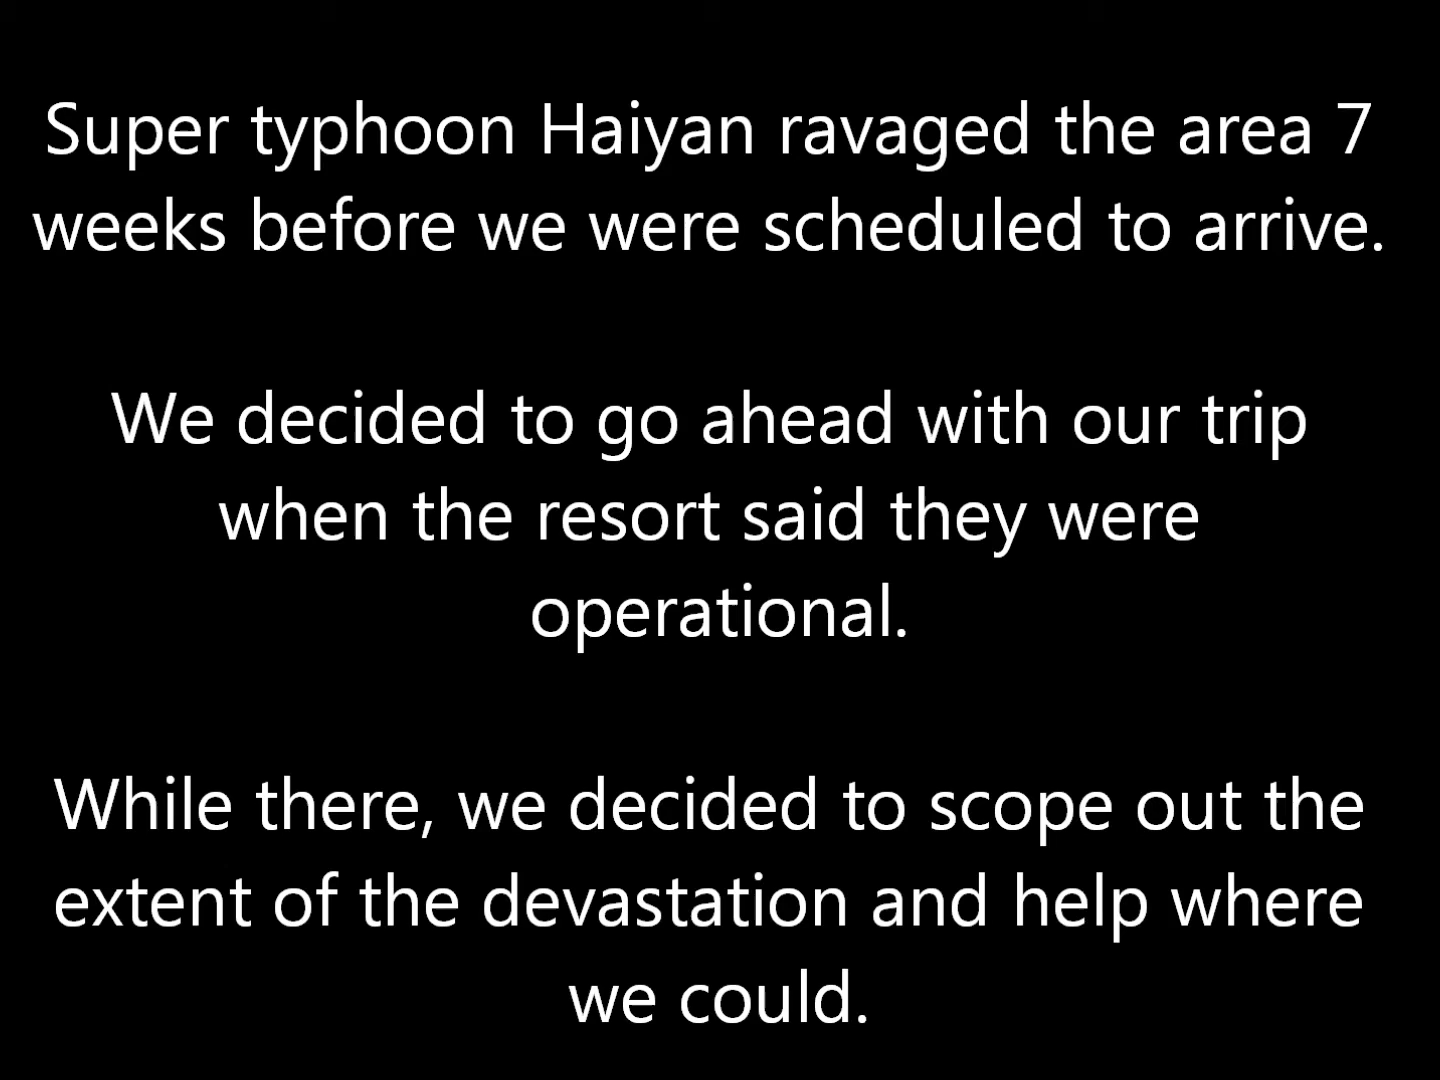 Super typhoon Haiyan ravaged the area 7
weeks before we were scheduled to arrive.
We decided to go ahead with our trip
when the resort said they were
operational.
While there, we decided to scope out the
extent of the devastation and help where
we could.